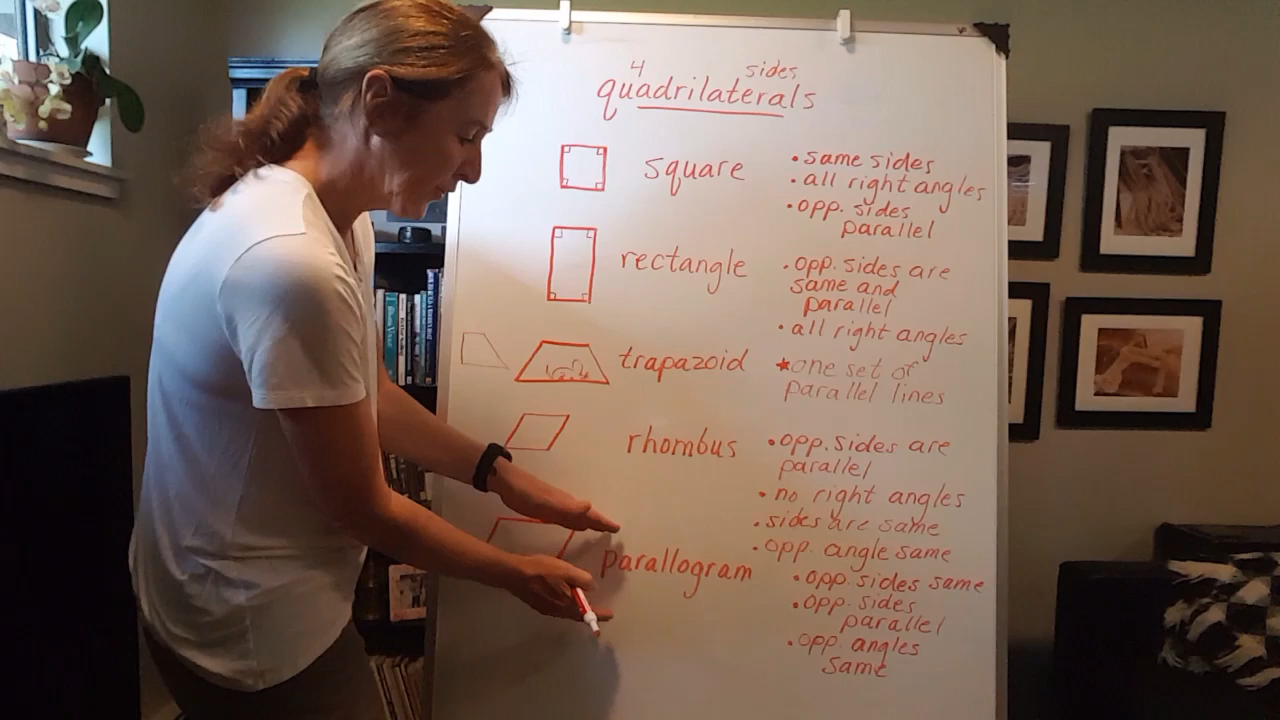 4 sides
quadrilaterals
square
• same sides
• all right angles
• opp. sides
parallel
rectangle
• opp. sides are
same and
parallel
• all right angles
trapazoid
★one set of
parallel lines
rhombus
• opp. sides are
parallel
• no right angles
• sides are same
• opp. angle same
parallogram
• opp. sides same
• opp. sides
parallel
• opp. angles
same